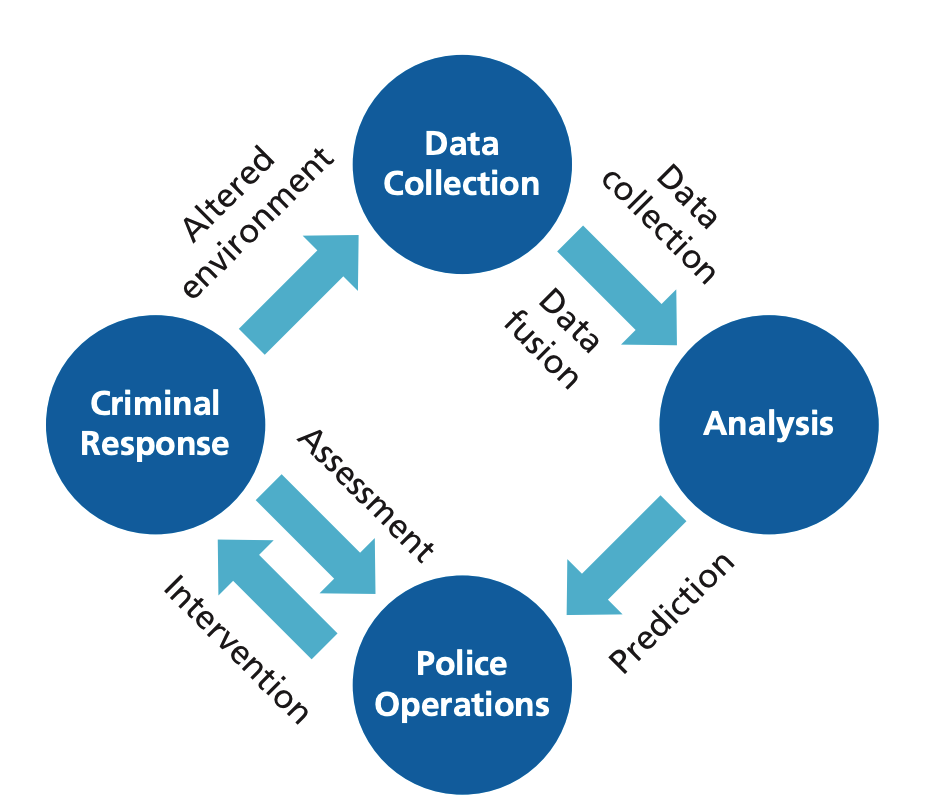 Data
Collection
Altered
environment
Data
collection
Data
fusion
Criminal
Response
Analysis
Assessment
Intervention
Prediction
Police
Operations